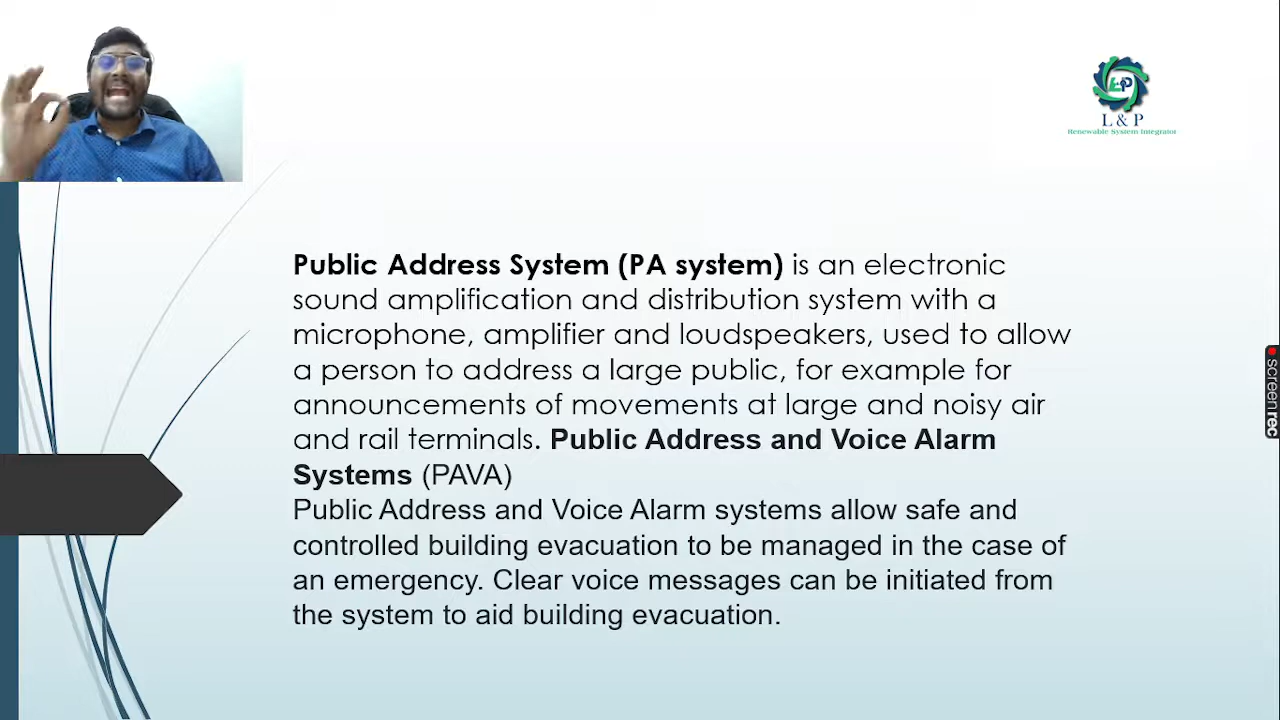 L&P
L & P
Renewable System Integrator
Public Address System (PA system) is an electronic
sound amplification and distribution system with a
microphone, amplifier and loudspeakers, used to allow
a person to address a large public, for example for
announcements of movements at large and noisy air
and rail terminals. Public Address and Voice Alarm
Systems (PAVA)
Public Address and Voice Alarm systems allow safe and
controlled building evacuation to be managed in the case of
an emergency. Clear voice messages can be initiated from
the system to aid building evacuation.
screenrec